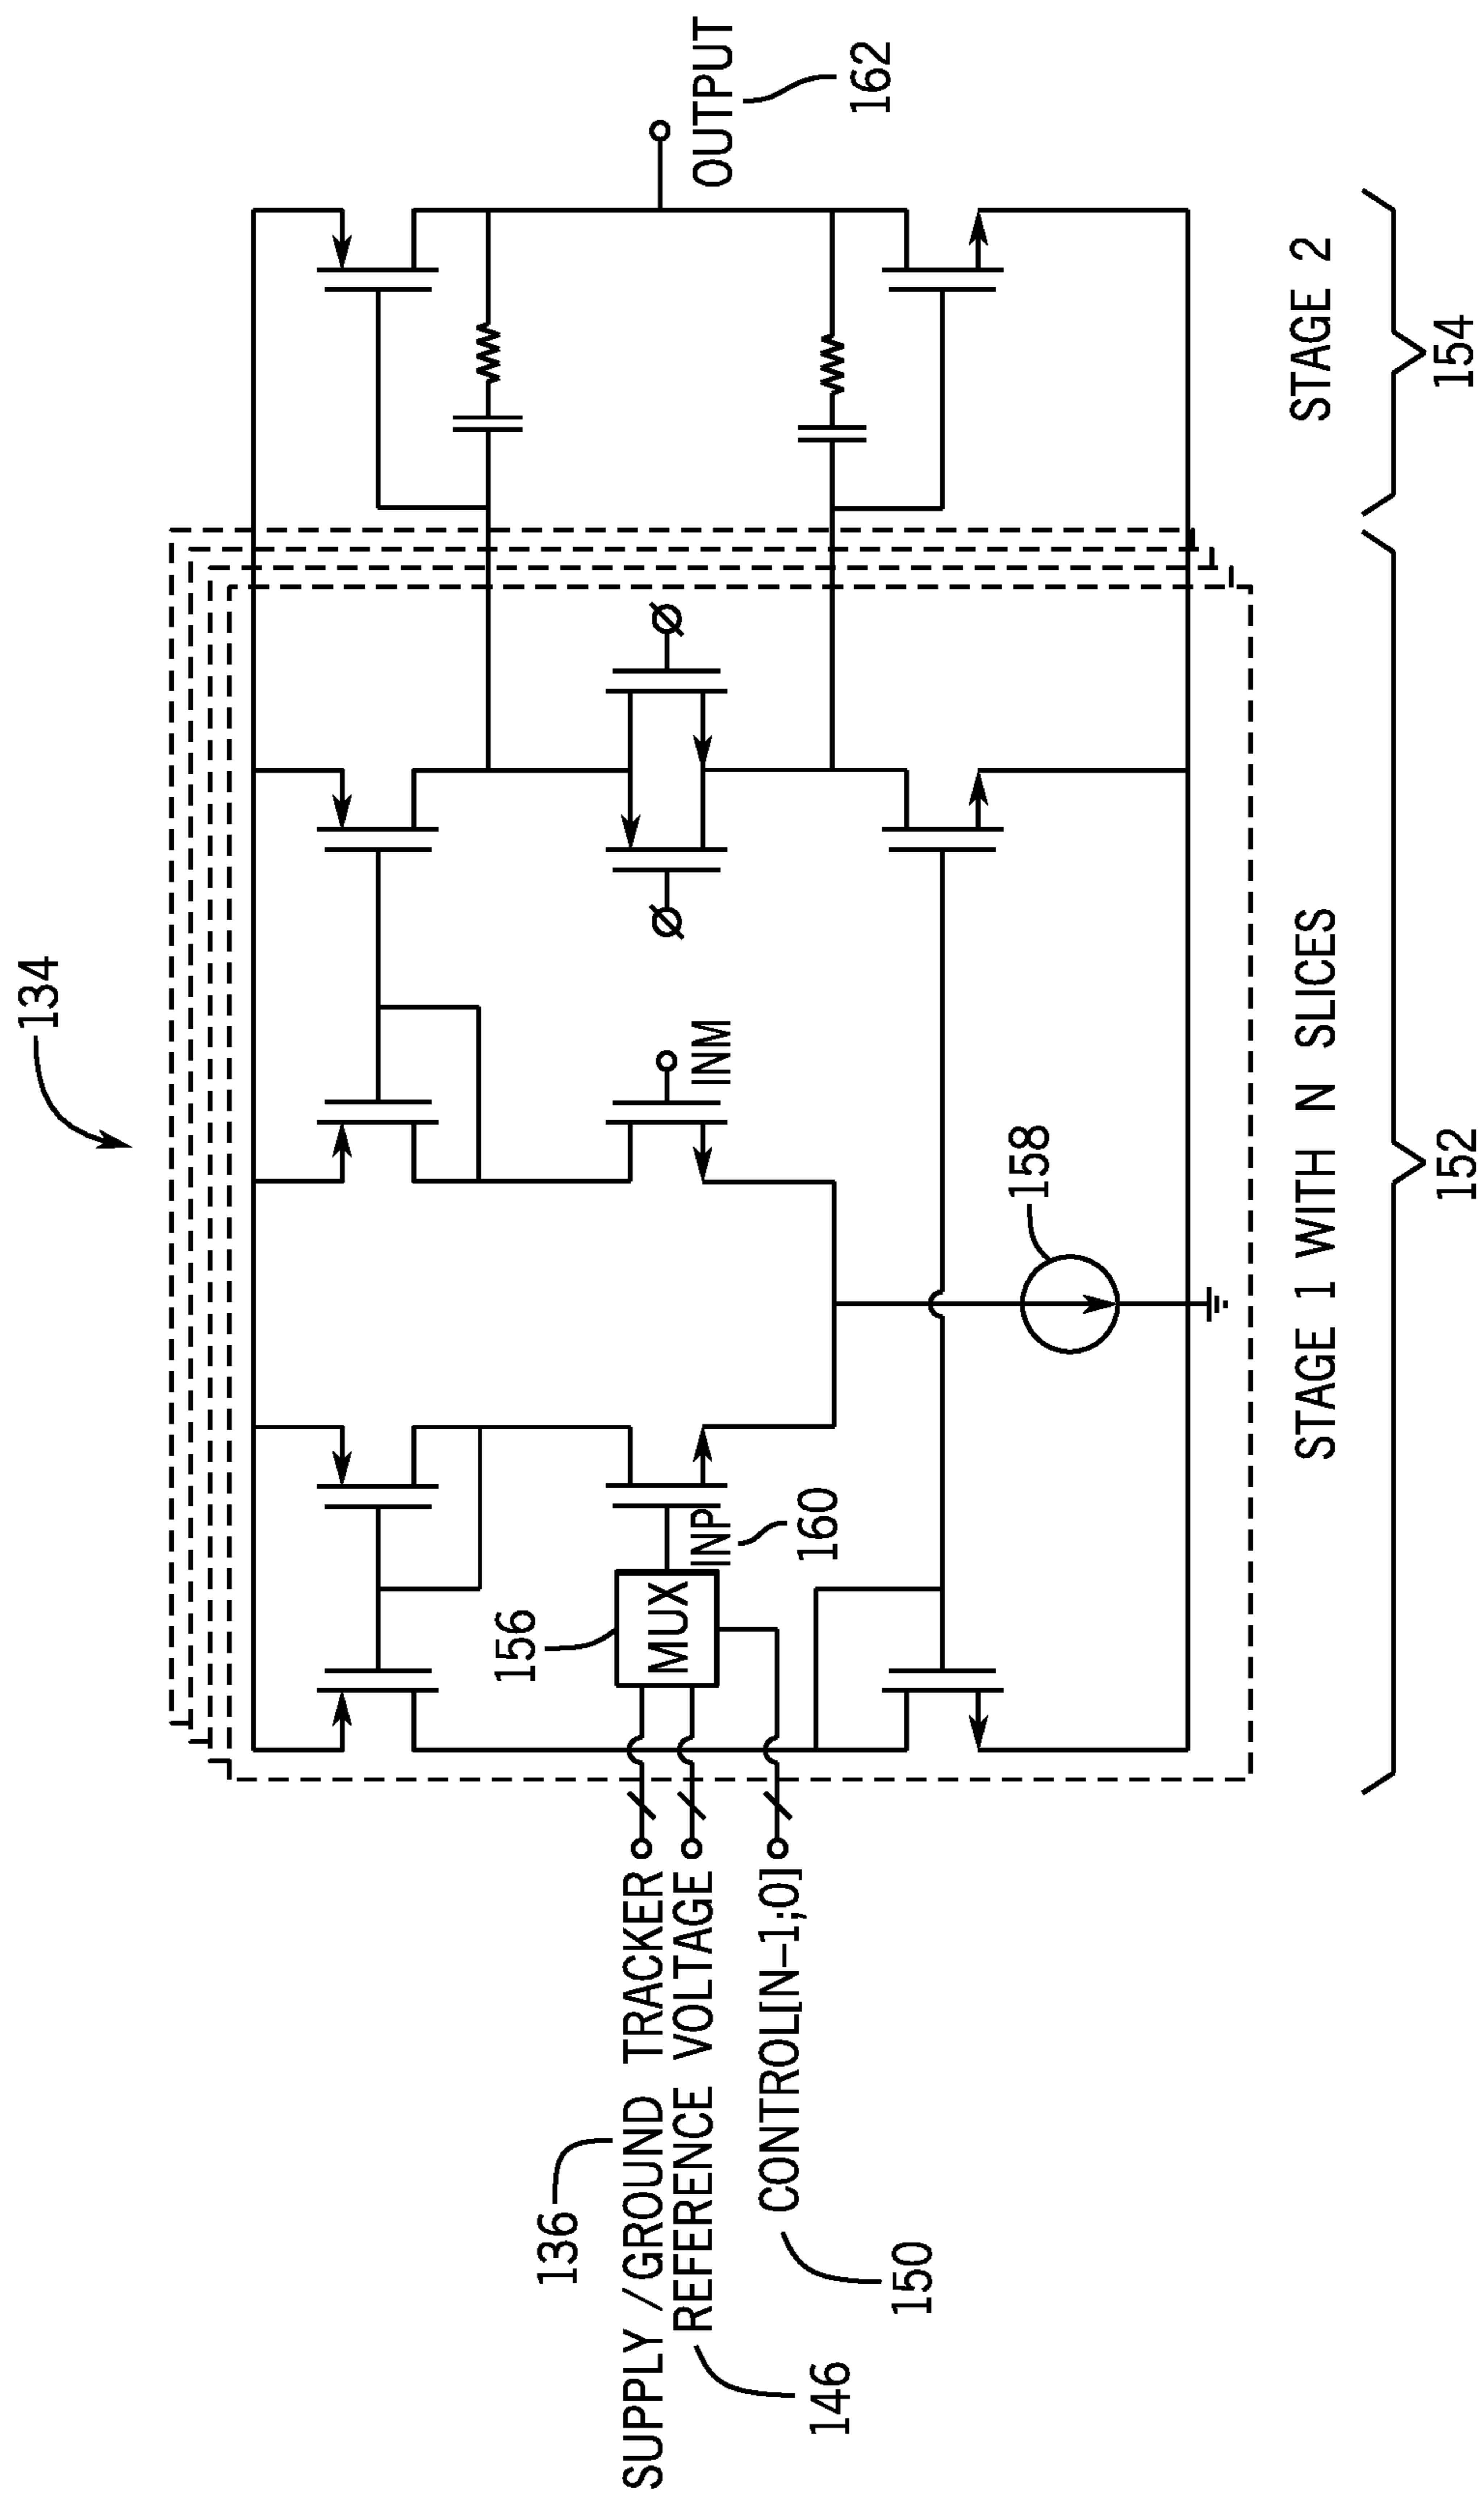 134
136
SUPPLY/GROUND TRACKER
REFERENCE VOLTAGE
146
CONTROL[N-1;0]
150
156
MUX
INP
160
INM
Ø
Ø
158
OUTPUT
162
STAGE 1 WITH N SLICES
152
STAGE 2
154